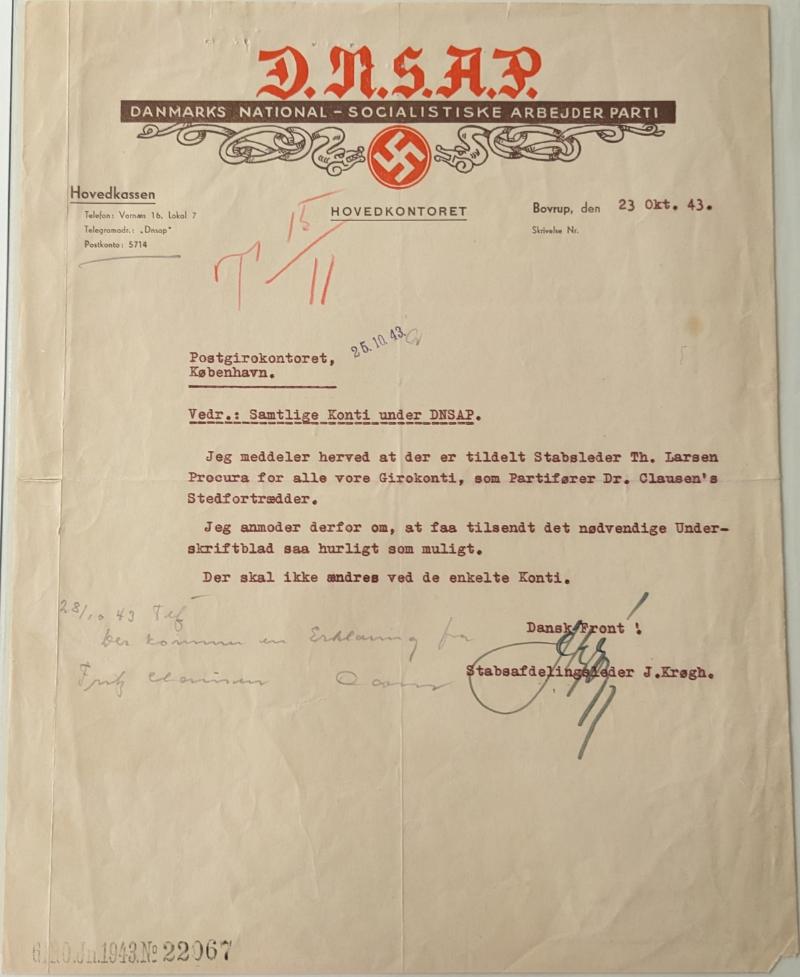 D.N.S.A.P.
DANMARKS NATIONAL-SOCIALISTISKE ARBEJDER PARTI
Hovedkassen
Telefon: Varnæs 16, Lokal 7
Telegramadr.: „Dnsap"
Postkonto: 5714
HOVEDKONTORET
Bovrup, den 23 Okt. 43.
Skrivelse Nr.
15/11
25.10.43
Postgirokontoret,
København.
Vedr.: Samtlige Konti under DNSAP.
Jeg meddeler herved at der er tildelt Stabsleder Th. Larsen
Procura for alle vore Girokonti, som Partifører Dr. Clausen's
Stedfortrædder.
Jeg anmoder derfor om, at faa tilsendt det nødvendige Under-
skriftblad saa hurligt som muligt.
Der skal ikke ændres ved de enkelte Konti.
Dansk Front !
Stabsafdelingsleder J.Krøgh.
28/10 43 Tlf
Der kommer en Erklæring fra
Frits Clausen
Jn.1943.№ 22067